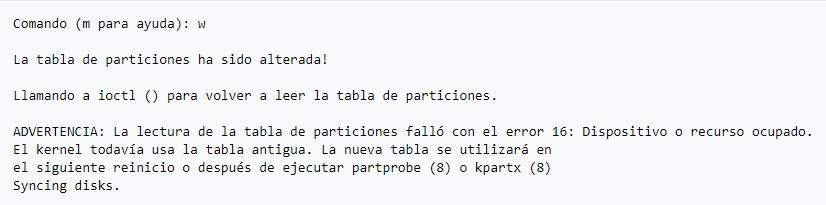 Comando (m para ayuda): w
La tabla de particiones ha sido alterada!
Llamando a ioctl () para volver a leer la tabla de particiones.
ADVERTENCIA: La lectura de la tabla de particiones falló con el error 16: Dispositivo o recurso ocupado.
El kernel todavía usa la tabla antigua. La nueva tabla se utilizará en
el siguiente reinicio o después de ejecutar partprobe (8) o kpartx (8)
Syncing disks.